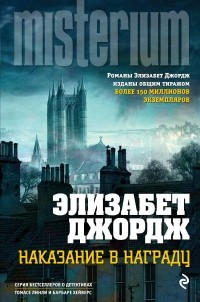 misterium
Романы Элизабет Джордж
изданы общим тиражом
более 150 миллионов
экземпляров
ЭЛИЗАБЕТ
ДЖОРДЖ
НАКАЗАНИЕ В НАГРАДУ
СЕРИЯ БЕСТСЕЛЛЕРОВ О ДЕТЕКТИВАХ
ТОМАСЕ ЛИНЛИ И БАРБАРЕ ХЕЙВЕРС